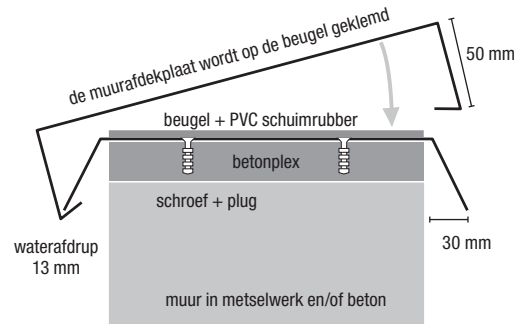 de muurafdekplaat wordt op de beugel geklemd
50 mm
beugel + PVC schuimrubber
betonplex
schroef + plug
waterafdrup
13 mm
30 mm
muur in metselwerk en/of beton